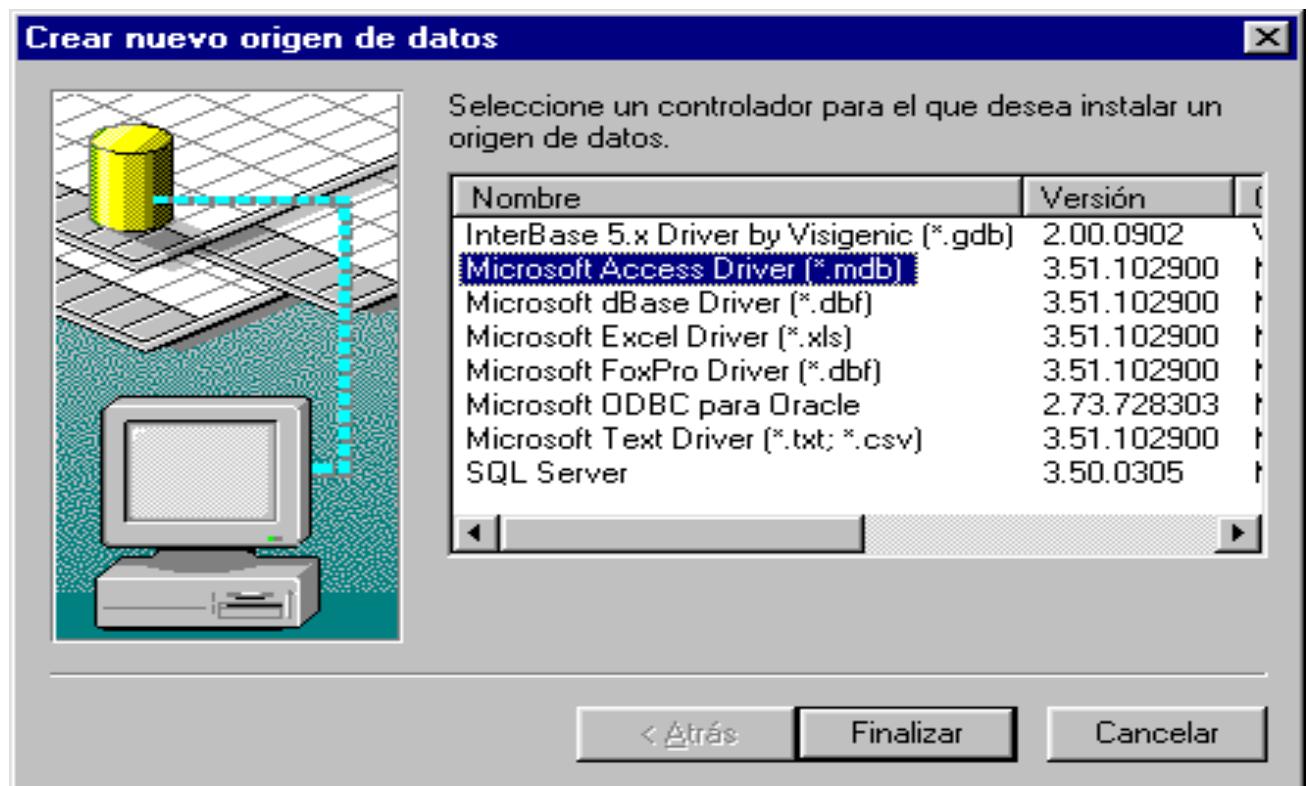 Crear nuevo origen de datos
Seleccione un controlador para el que desea instalar un
origen de datos.
Nombre Versión
InterBase 5.x Driver by Visigenic (*.gdb) 2.00.0902
Microsoft Access Driver (*.mdb) 3.51.102900
Microsoft dBase Driver (*.dbf) 3.51.102900
Microsoft Excel Driver (*.xls) 3.51.102900
Microsoft FoxPro Driver (*.dbf) 3.51.102900
Microsoft ODBC para Oracle 2.73.728303
Microsoft Text Driver (*.txt; *.csv) 3.51.102900
SQL Server 3.50.0305
< Atrás Finalizar Cancelar